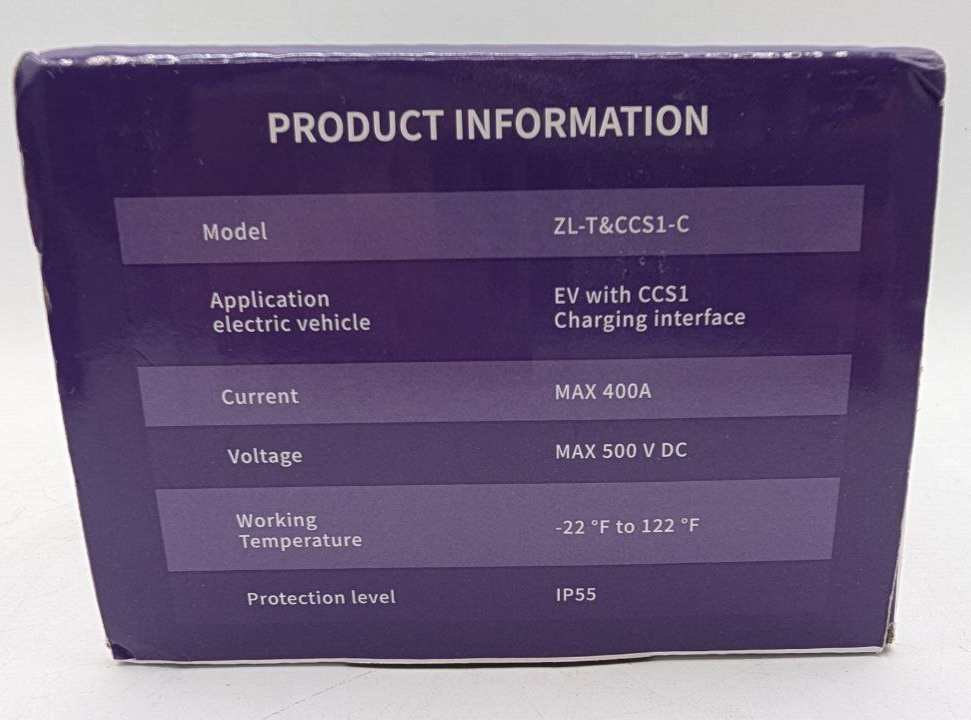 PRODUCT INFORMATION
Model ZL-T&CCS1-C
Application EV with CCS1
electric vehicle Charging interface
Current MAX 400A
Voltage MAX 500 V DC
Working
Temperature -22 °F to 122 °F
Protection level IP55